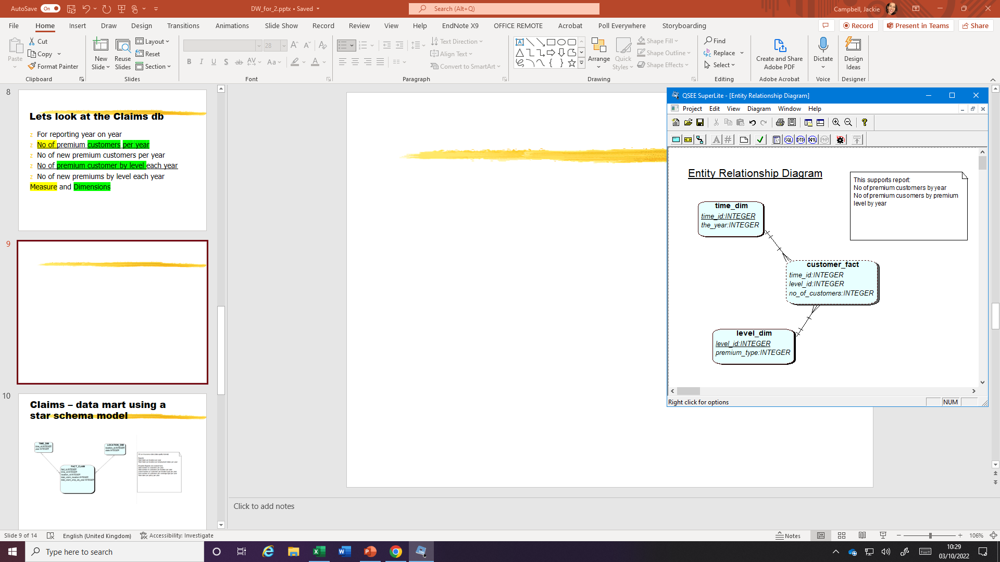 AutoSave On
DW_for_2.pptx • Saved
Search (Alt+Q)
Campbell, Jackie
File Home Insert Draw Design Transitions Animations Slide Show Record Review View Help EndNote X9 OFFICE REMOTE Acrobat Poll Everywhere Storyboarding
Record
Present in Teams
Share
Paste
Cut
Copy
Format Painter
Clipboard
New Slide
Reuse Slides
Layout
Reset
Section
Slides
28
Font
Text Direction
Align Text
Convert to SmartArt
Paragraph
Arrange
Quick Styles
Shape Fill
Shape Outline
Shape Effects
Drawing
Find
Replace
Select
Editing
Create and Share
Adobe PDF
Adobe Acrobat
Dictate
Voice
Design
Ideas
Designer
8
Lets look at the Claims db
z For reporting year on year
z No of premium customers per year
z No of new premium customers per year
z No of premium customer by level each year
z No of new premiums by level each year
Measure and Dimensions
9
10
Claims – data mart using a
star schema model
TIME_DIM
LOCATION_DIM
FACT_CLAIM
QSEE SuperLite - [Entity Relationship Diagram]
Project Edit View Diagram Window Help
Entity Relationship Diagram
This supports report:
No of premium customers by year
No of premium cusomers by premium
level by year
time_dim
time_id:INTEGER
the_year:INTEGER
customer_fact
time_id:INTEGER
level_id:INTEGER
no_of_customers:INTEGER
level_dim
level_id:INTEGER
premium_type:INTEGER
Right click for options
NUM
Click to add notes
Slide 9 of 14
English (United Kingdom)
Accessibility: Investigate
Notes
106%
Type here to search
10:29
03/10/2022